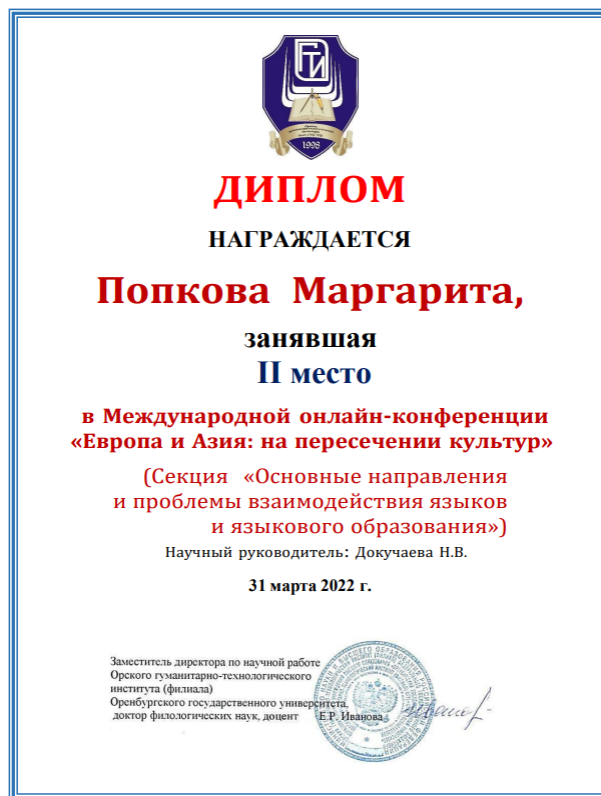 ГТИ
1998
ДИПЛОМ
НАГРАЖДАЕТСЯ
Попкова Маргарита,
занявшая
II место
в Международной онлайн-конференции
«Европа и Азия: на пересечении культур»
(Секция «Основные направления
и проблемы взаимодействия языков
и языкового образования»)
Научный руководитель: Докучаева Н.В.
31 марта 2022 г.
Заместитель директора по научной работе
Орского гуманитарно-технологического
института (филиала)
Оренбургского государственного университета,
доктор филологических наук, доцент Е.Р. Иванова